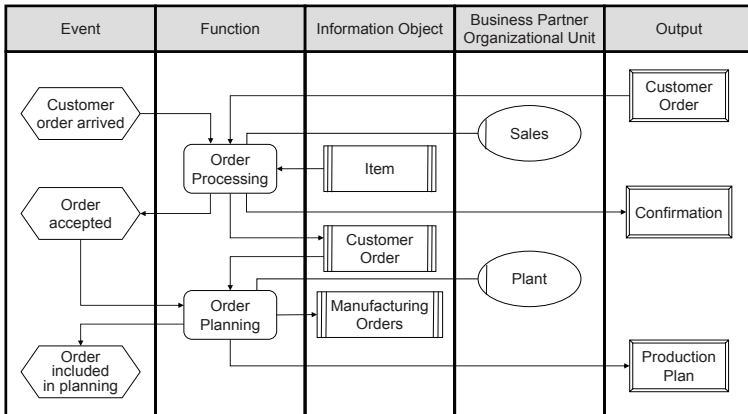 Event
Function
Information Object
Business Partner
Organizational Unit
Output
Customer
order arrived
Customer
Order
Sales
Order
Processing
Item
Order
accepted
Confirmation
Customer
Order
Plant
Order
Planning
Manufacturing
Orders
Order
included
in planning
Production
Plan